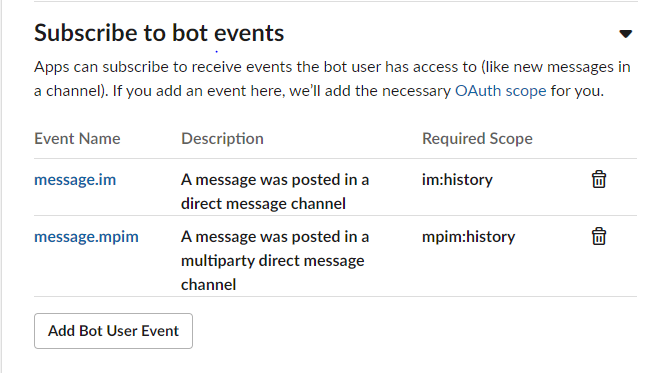 Subscribe to bot events
Apps can subscribe to receive events the bot user has access to (like new messages in
a channel). If you add an event here, we’ll add the necessary OAuth scope for you.
Event Name Description Required Scope
message.im A message was posted in a im:history
direct message channel
message.mpim A message was posted in a mpim:history
multiparty direct message
channel
Add Bot User Event